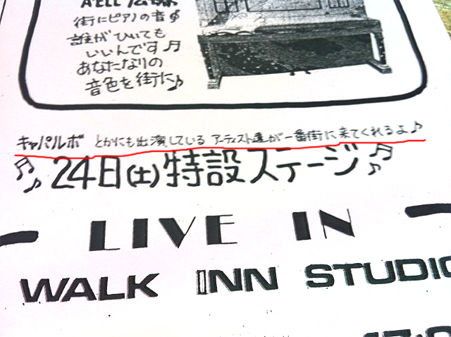 A'ELL 広場
街にピアノの音♪
誰がひいても
いいんです♬
あなたなりの
音色を街に♪
キャパルボ とかにも出演している アーティスト達が一番街に来てくれるよ♪
♬♪ 24日(土)特設ステージ ♬♪
LIVE IN
WALK INN STUDIO